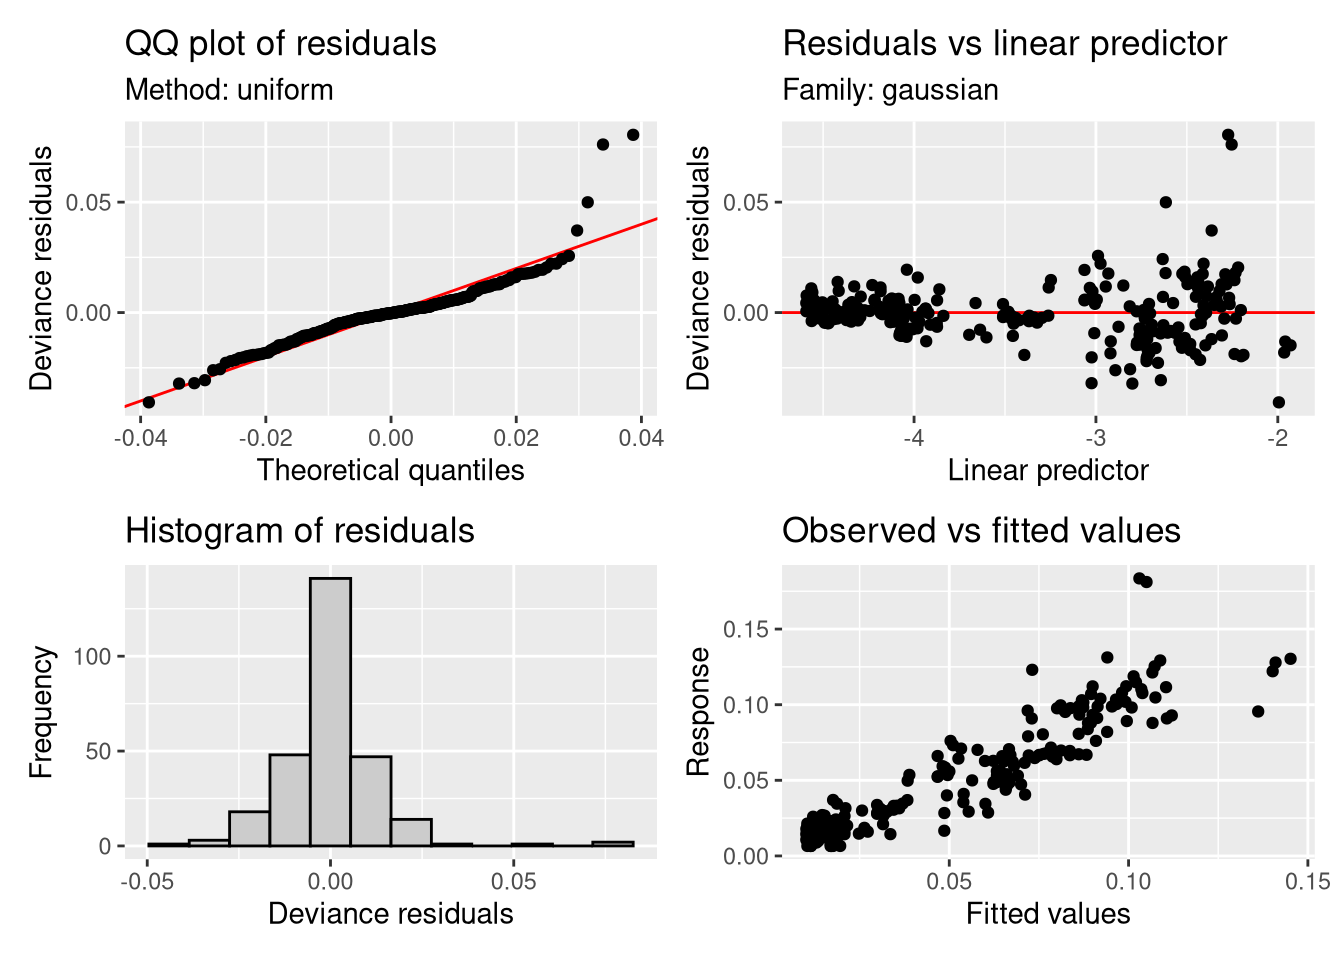 QQ plot of residuals
Method: uniform
Deviance residuals
0.05
0.00
-0.04
-0.02
0.00
0.02
0.04
Theoretical quantiles
Residuals vs linear predictor
Family: gaussian
Deviance residuals
0.05
0.00
-4
-3
-2
Linear predictor
Histogram of residuals
Frequency
100
50
0
-0.05
0.00
0.05
Deviance residuals
Observed vs fitted values
Response
0.15
0.10
0.05
0.00
0.05
0.10
0.15
Fitted values